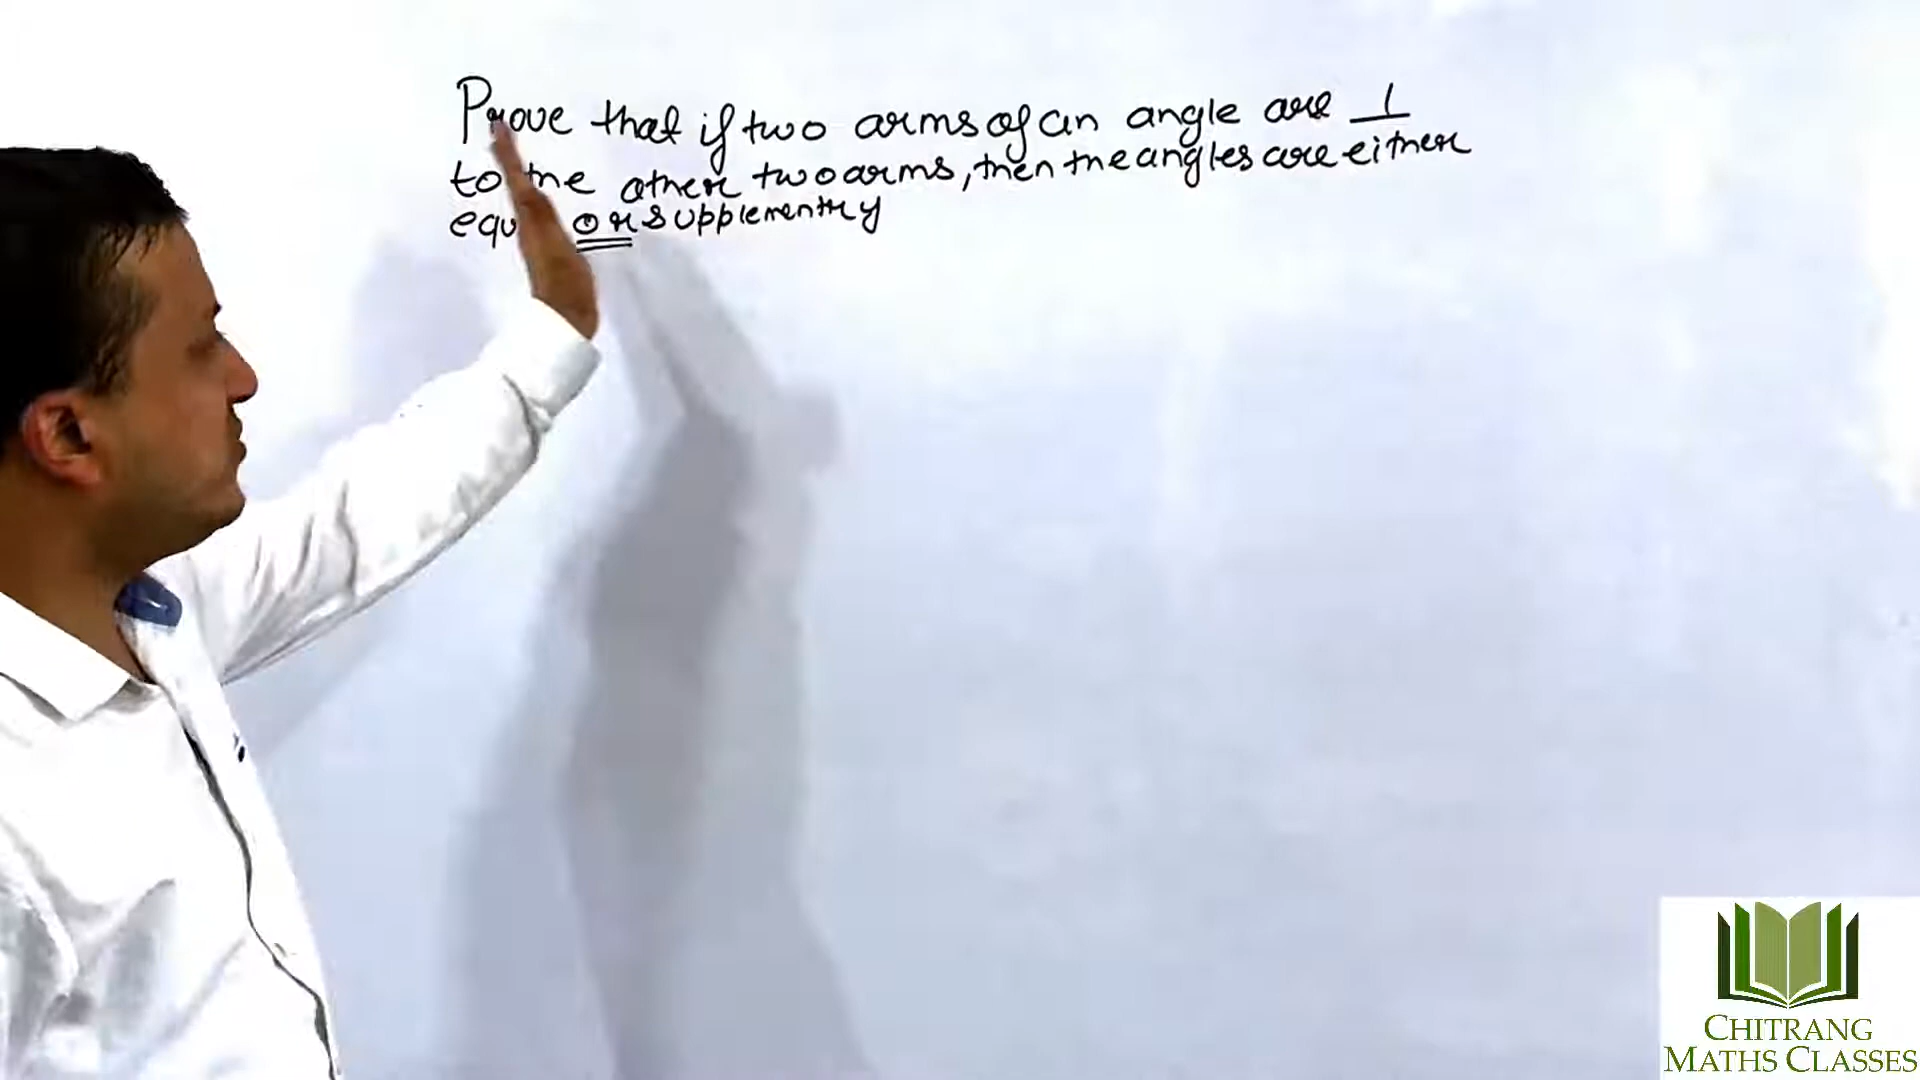 Prove that if two arms of an angle are ⊥
to the other two arms, then the angles are either
or supplementry
CHITRANG
MATHS CLASSES